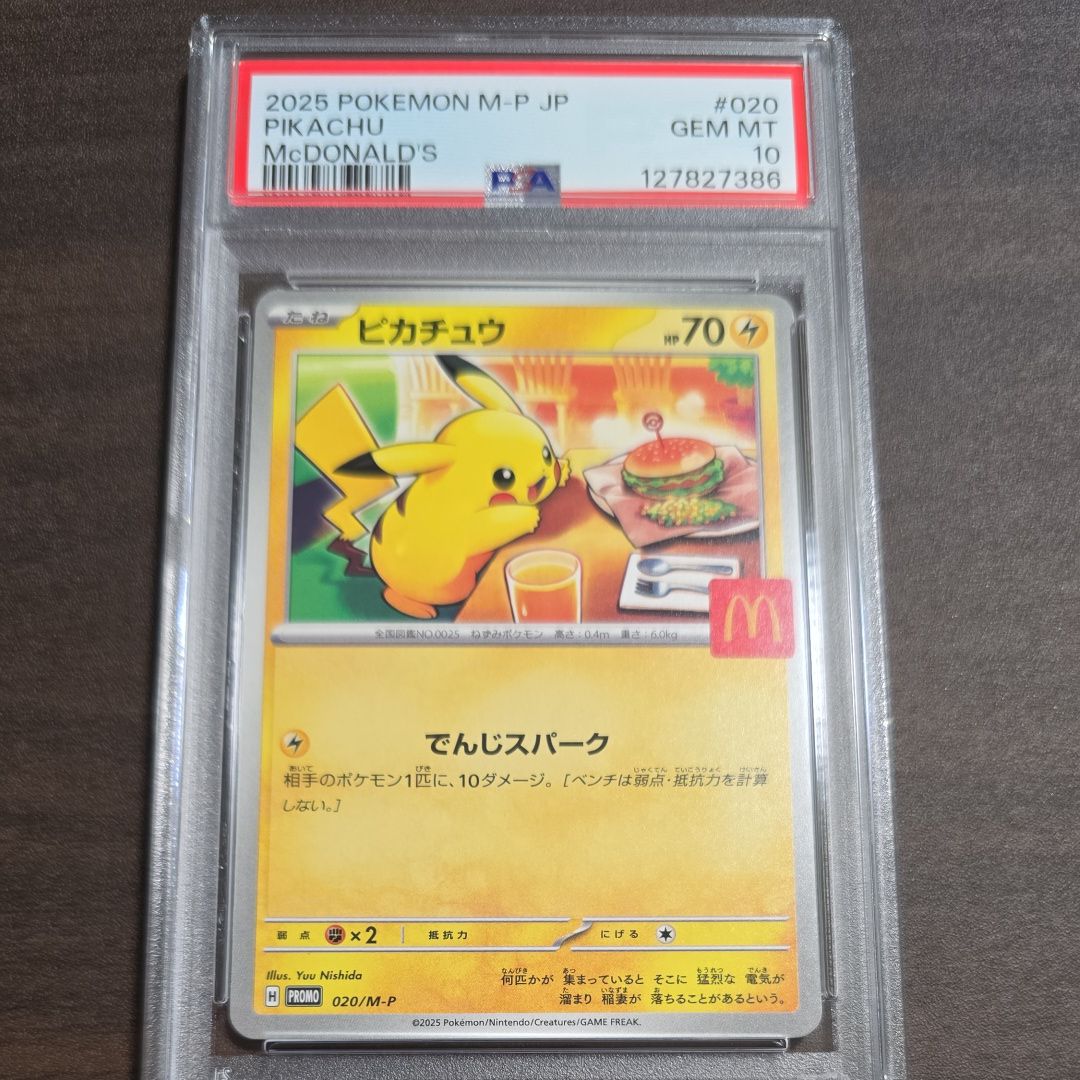 2025 POKEMON M-P JP #020
PIKACHU GEM MT
McDONALD'S 10
PSA 127827386
たね ピカチュウ HP70
全国図鑑NO.0025 ねずみポケモン 高さ:0.4m 重さ:6.0kg
でんじスパーク
相手のポケモン1匹に、10ダメージ。[ベンチは弱点・抵抗力を計算
しない。]
弱点 ×2 抵抗力 にげる
Illus. Yuu Nishida
何匹かが 集まっていると そこに 猛烈な 電気が
溜まり 稲妻が 落ちることがあるという。
H PROMO 020/M-P
©2025 Pokémon/Nintendo/Creatures/GAME FREAK.